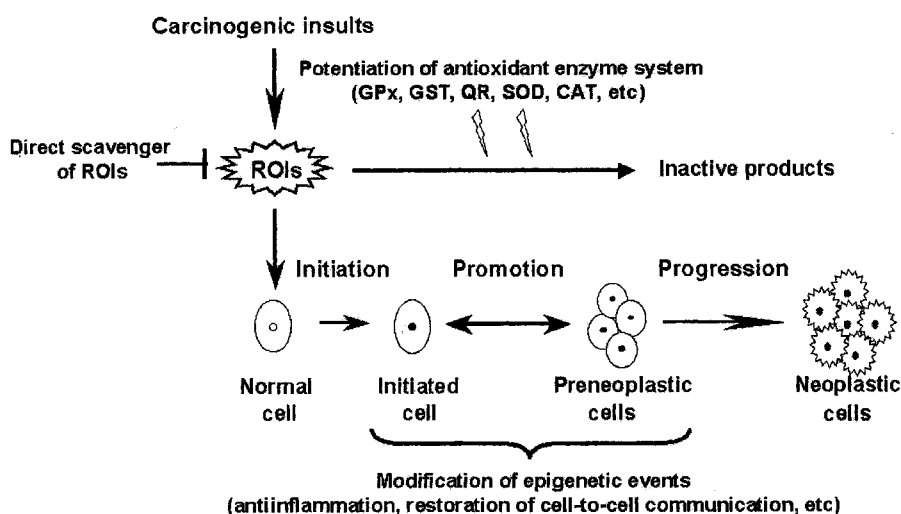 Carcinogenic insults
Potentiation of antioxidant enzyme system
(GPx, GST, QR, SOD, CAT, etc)
Direct scavenger
of ROIs
ROIs
Inactive products
Initiation
Promotion
Progression
Normal
cell
Initiated
cell
Preneoplastic
cells
Neoplastic
cells
Modification of epigenetic events
(antiinflammation, restoration of cell-to-cell communication, etc)